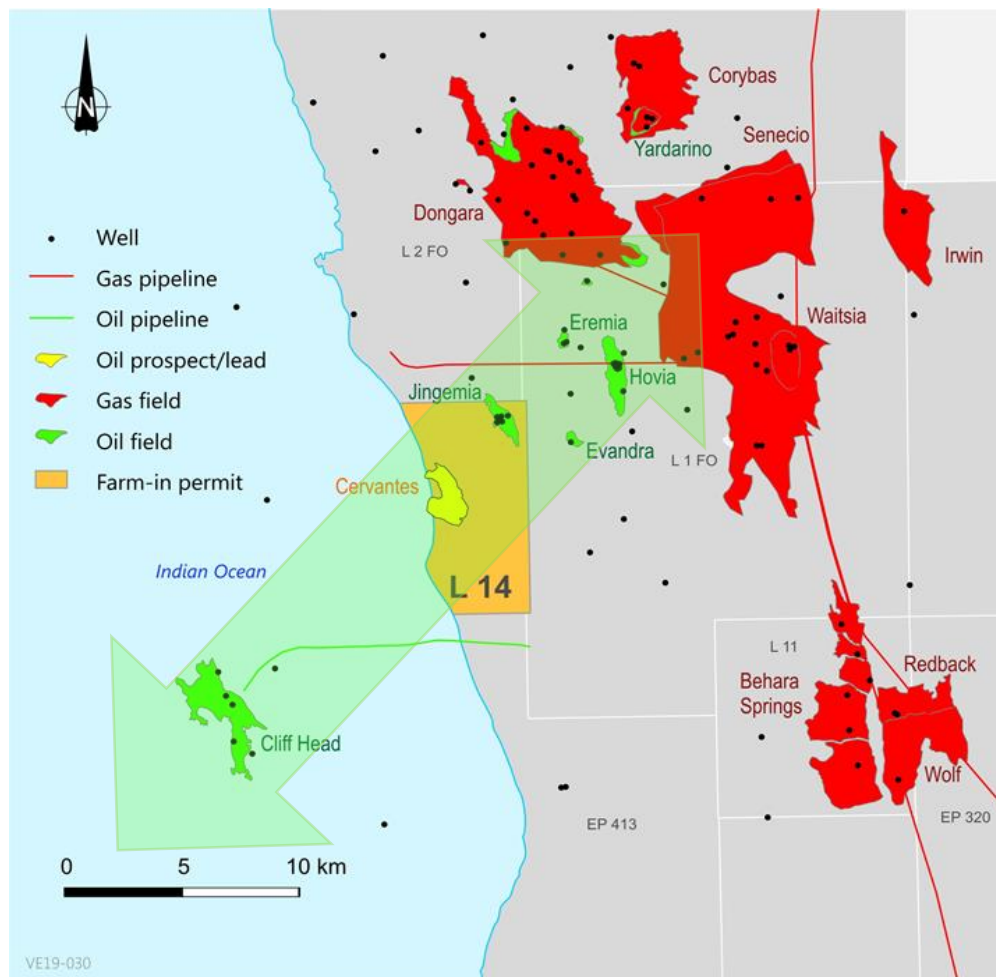 N
Corybas
Yardarino
Senecio
Dongara
L 2 FO
Irwin
Well
Gas pipeline
Oil pipeline
Oil prospect/lead
Gas field
Oil field
Farm-in permit
Eremia
Waitsia
Hovia
Jingemia
Evandra
L 1 FO
Cervantes
Indian Ocean
L 14
L 11
Redback
Behara
Springs
Cliff Head
Wolf
EP 413
EP 320
0 5 10 km
VE19-030